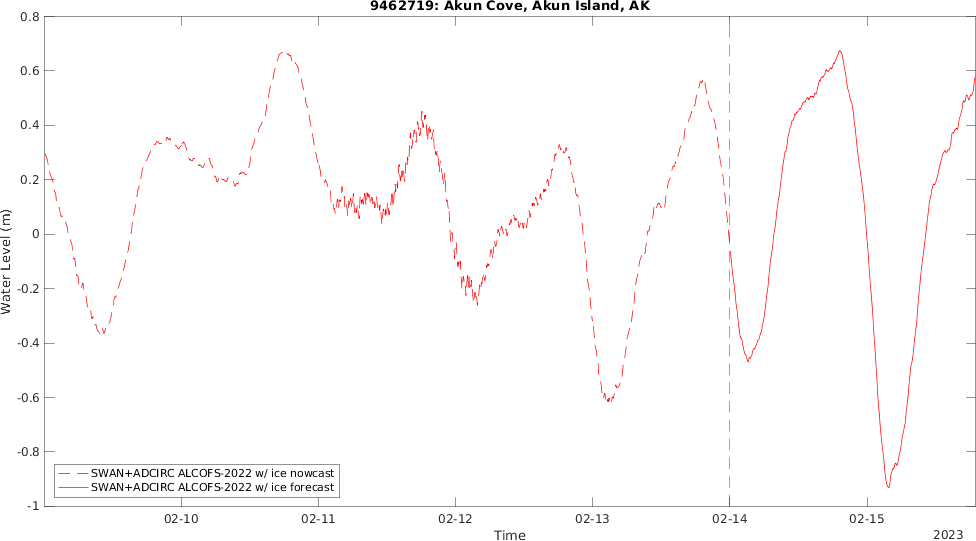 9462719: Akun Cove, Akun Island, AK
0.8
0.6
0.4
0.2
0
-0.2
-0.4
-0.6
-0.8
-1
Water Level (m)
SWAN+ADCIRC ALCOFS-2022 w/ ice nowcast
SWAN+ADCIRC ALCOFS-2022 w/ ice forecast
02-10 02-11 02-12 02-13 02-14 02-15
Time
2023